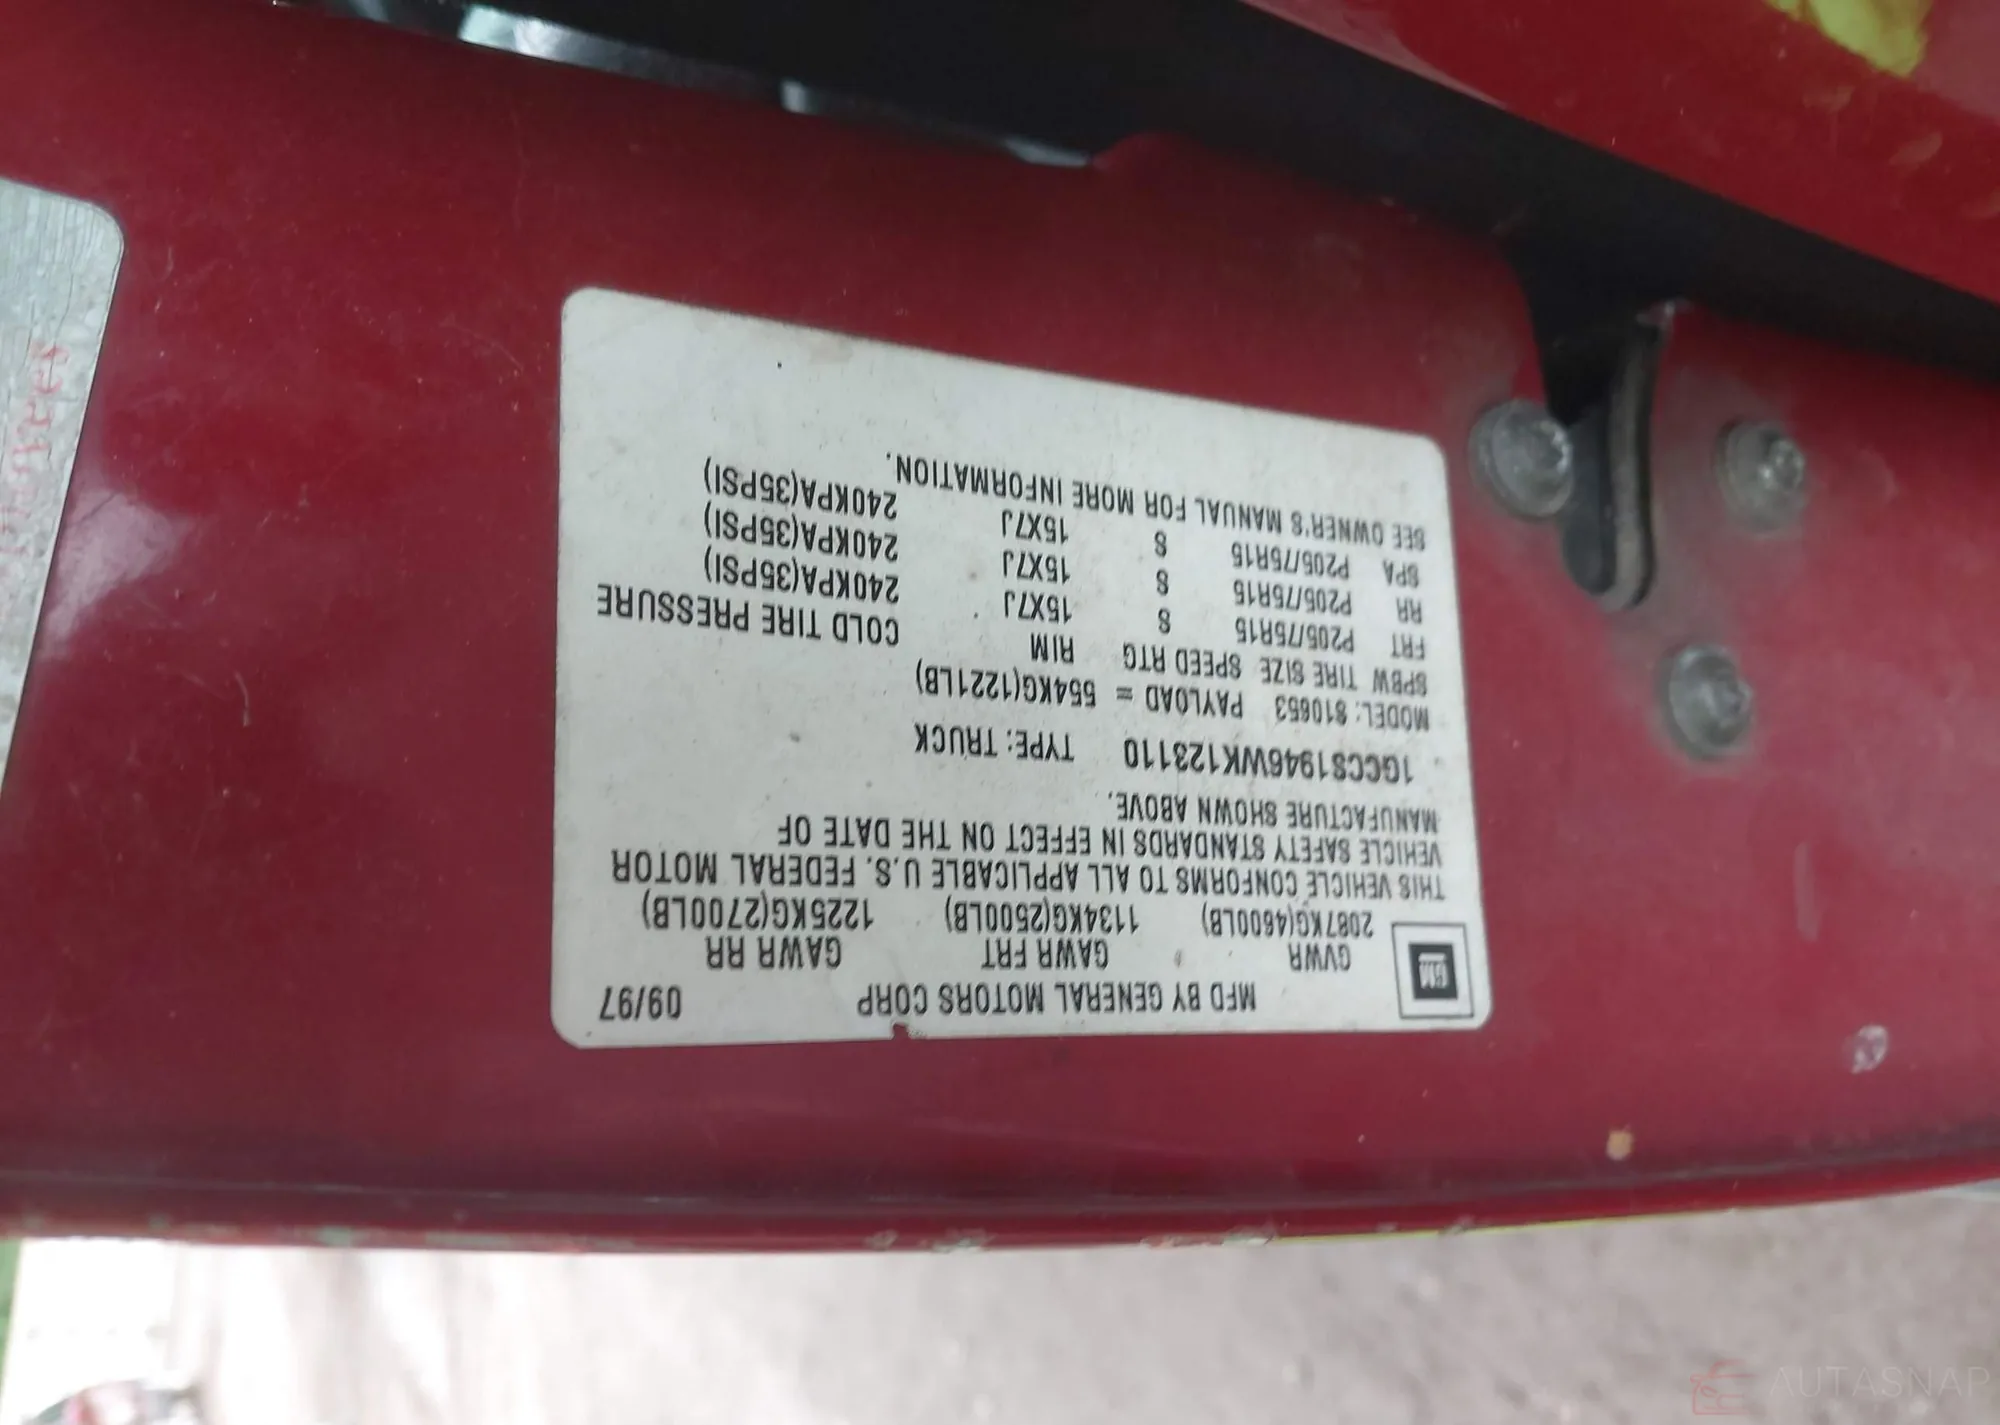 MFD BY GENERAL MOTORS CORP 09/97
GM
GVWR GAWR FRT GAWR RR
2087KG(4600LB) 1134KG(2500LB) 1225KG(2700LB)
THIS VEHICLE CONFORMS TO ALL APPLICABLE U.S. FEDERAL MOTOR
VEHICLE SAFETY STANDARDS IN EFFECT ON THE DATE OF
MANUFACTURE SHOWN ABOVE.
1GCCS1946WK123110 TYPE: TRUCK
MODEL: S10653 PAYLOAD = 554KG(1221LB)
SPBW TIRE SIZE SPEED RTG RIM COLD TIRE PRESSURE
FRT P205/75R15 S 15X7J 240KPA(35PSI)
RR P205/75R15 S 15X7J 240KPA(35PSI)
SPA P205/75R15 S 15X7J 240KPA(35PSI)
SEE OWNER'S MANUAL FOR MORE INFORMATION.
AUTASNAP